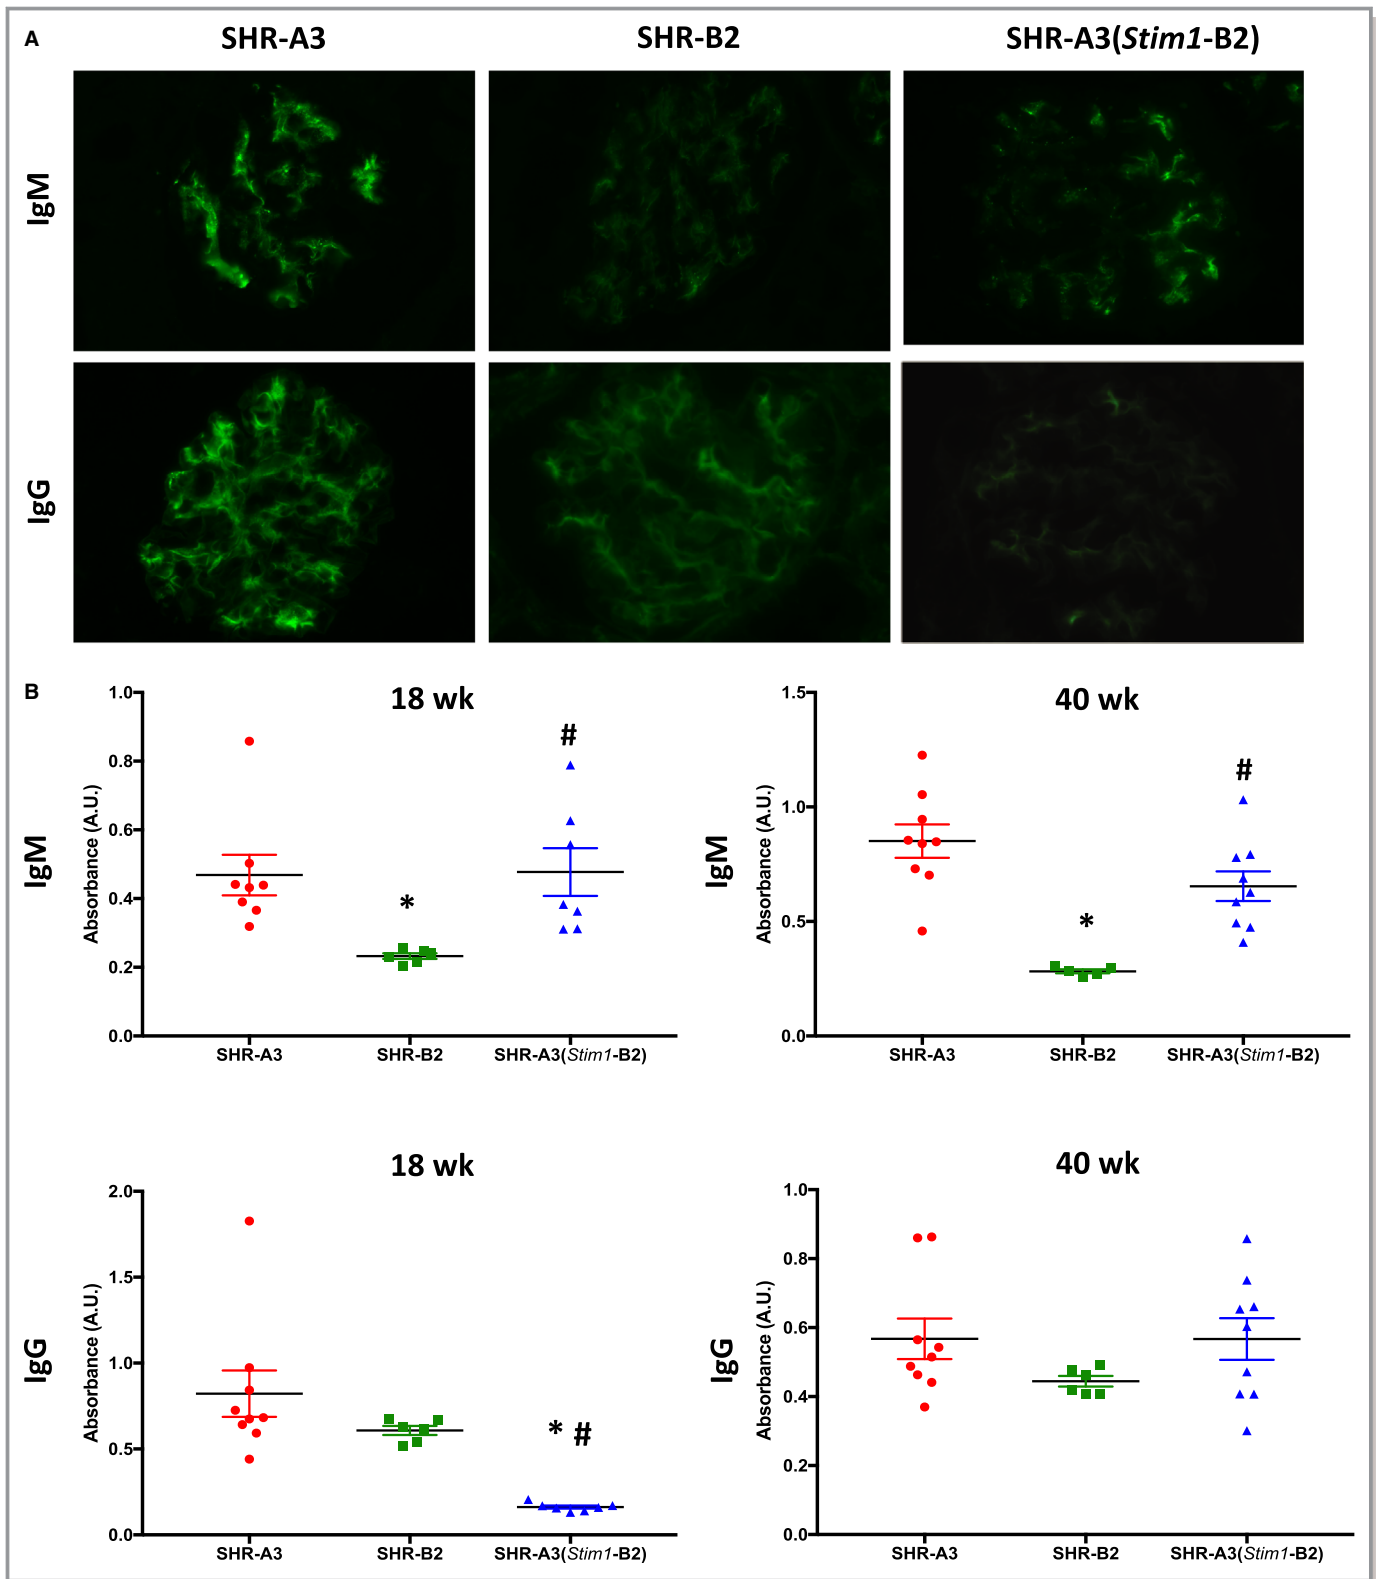 A
SHR-A3
SHR-B2
SHR-A3(Stim1-B2)
IgM
IgG
B
18 wk
IgM
Absorbance (A.U.)
1.0
0.8
0.6
0.4
0.2
0.0
*
#
SHR-A3
SHR-B2
SHR-A3(Stim1-B2)
40 wk
IgM
Absorbance (A.U.)
1.5
1.0
0.5
0.0
*
#
SHR-A3
SHR-B2
SHR-A3(Stim1-B2)
18 wk
IgG
Absorbance (A.U.)
2.0
1.5
1.0
0.5
0.0
* #
SHR-A3
SHR-B2
SHR-A3(Stim1-B2)
40 wk
IgG
Absorbance (A.U.)
1.0
0.8
0.6
0.4
0.2
0.0
SHR-A3
SHR-B2
SHR-A3(Stim1-B2)